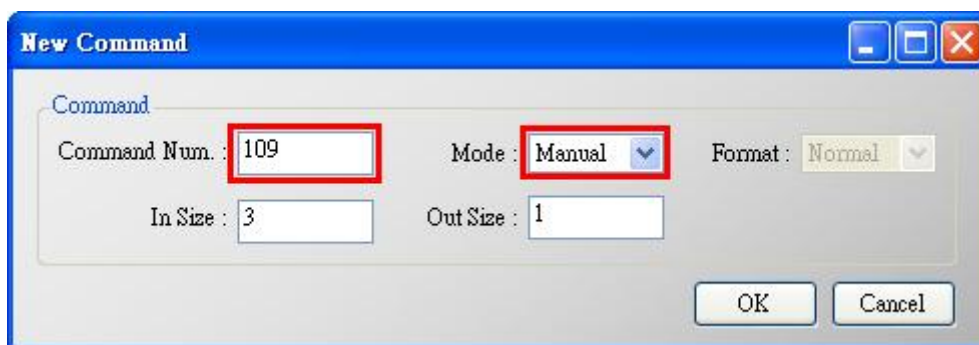 New Command
Command
Command Num. : 109 Mode : Manual Format : Normal
In Size : 3 Out Size : 1
OK Cancel